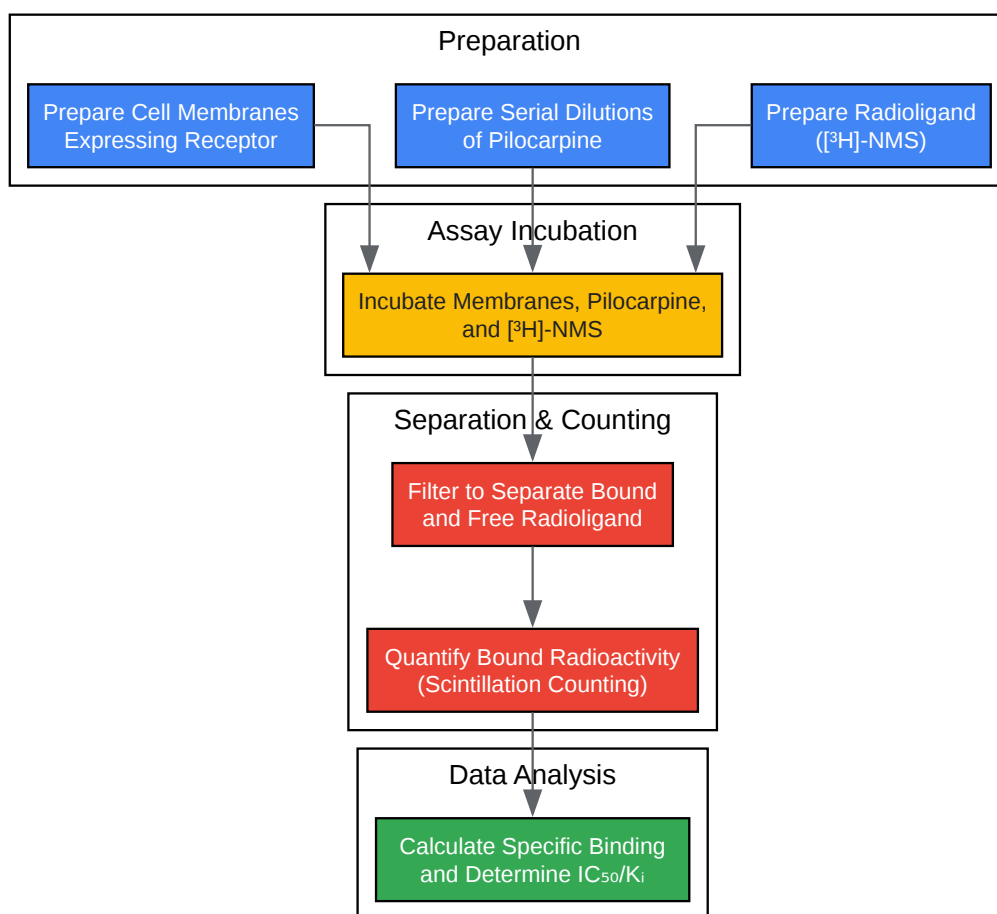 Preparation
Prepare Cell Membranes
Expressing Receptor
Prepare Serial Dilutions
of Pilocarpine
Prepare Radioligand
([³H]-NMS)
Assay Incubation
Incubate Membranes, Pilocarpine,
and [³H]-NMS
Separation & Counting
Filter to Separate Bound
and Free Radioligand
Quantify Bound Radioactivity
(Scintillation Counting)
Data Analysis
Calculate Specific Binding
and Determine IC₅₀/Kᵢ